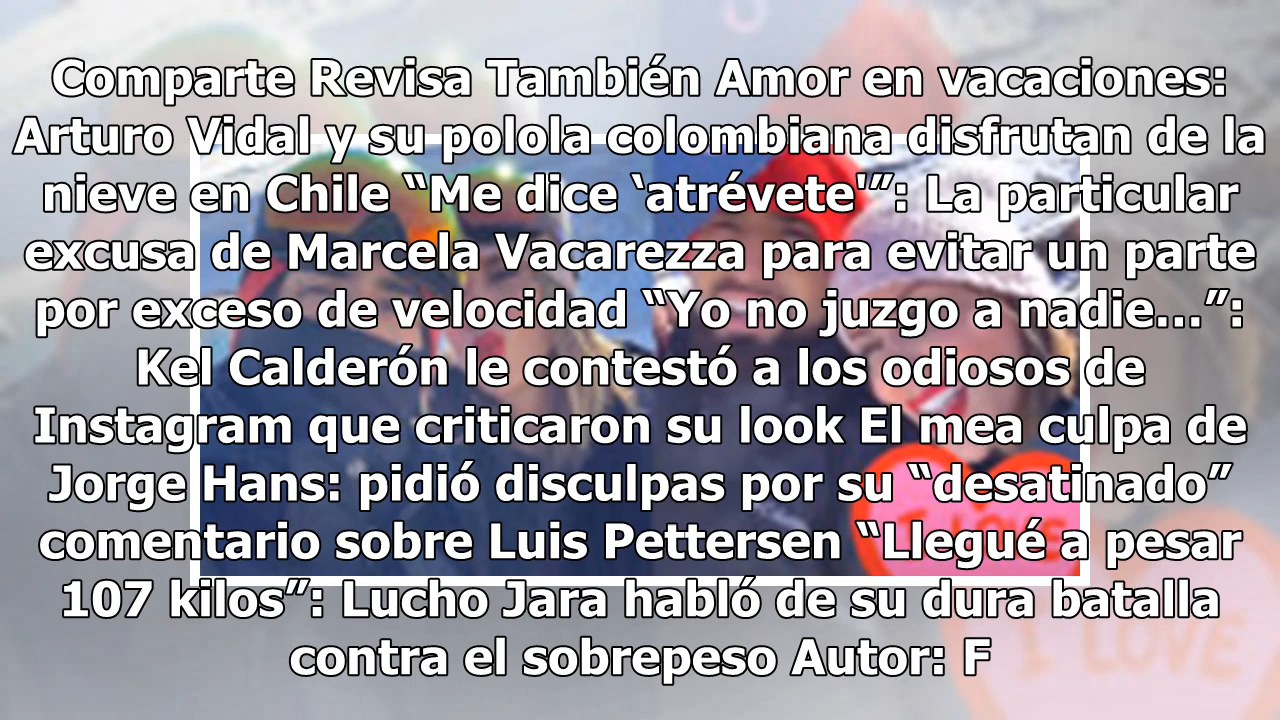 Comparte Revisa También Amor en vacaciones:
Arturo Vidal y su polola colombiana disfrutan de la
nieve en Chile “Me dice ‘atrévete'”: La particular
excusa de Marcela Vacarezza para evitar un parte
por exceso de velocidad “Yo no juzgo a nadie...”:
Kel Calderón le contestó a los odiosos de
Instagram que criticaron su look El mea culpa de
Jorge Hans: pidió disculpas por su “desatinado”
comentario sobre Luis Pettersen “Llegué a pesar
107 kilos”: Lucho Jara habló de su dura batalla
contra el sobrepeso Autor: F
I LOVE
I LOVE